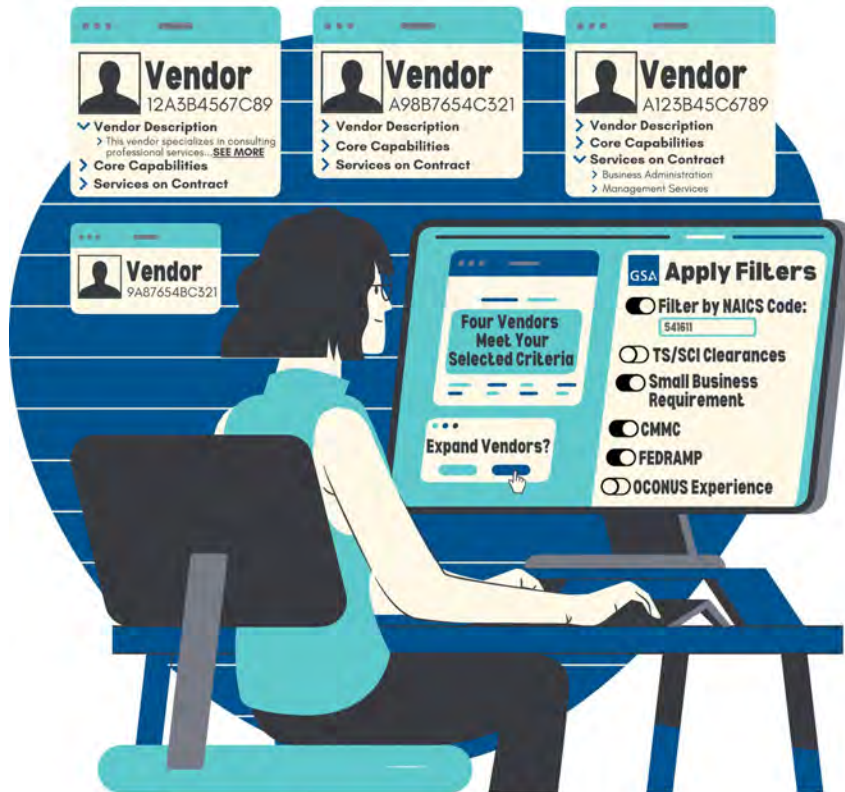 Vendor
12A3B4567C89
Vendor Description
This vendor specializes in consulting
professional services...SEE MORE
Core Capabilities
Services on Contract
Vendor
A98B7654C321
Vendor Description
Core Capabilities
Services on Contract
Vendor
A123B45C6789
Vendor Description
Core Capabilities
Services on Contract
Business Administration
Management Services
Vendor
9A87654BC321
Four Vendors
Meet Your
Selected Criteria
Expand Vendors?
GSA Apply Filters
Filter by NAICS Code:
541611
TS/SCI Clearances
Small Business
Requirement
CMMC
FEDRAMP
OCONUS Experience